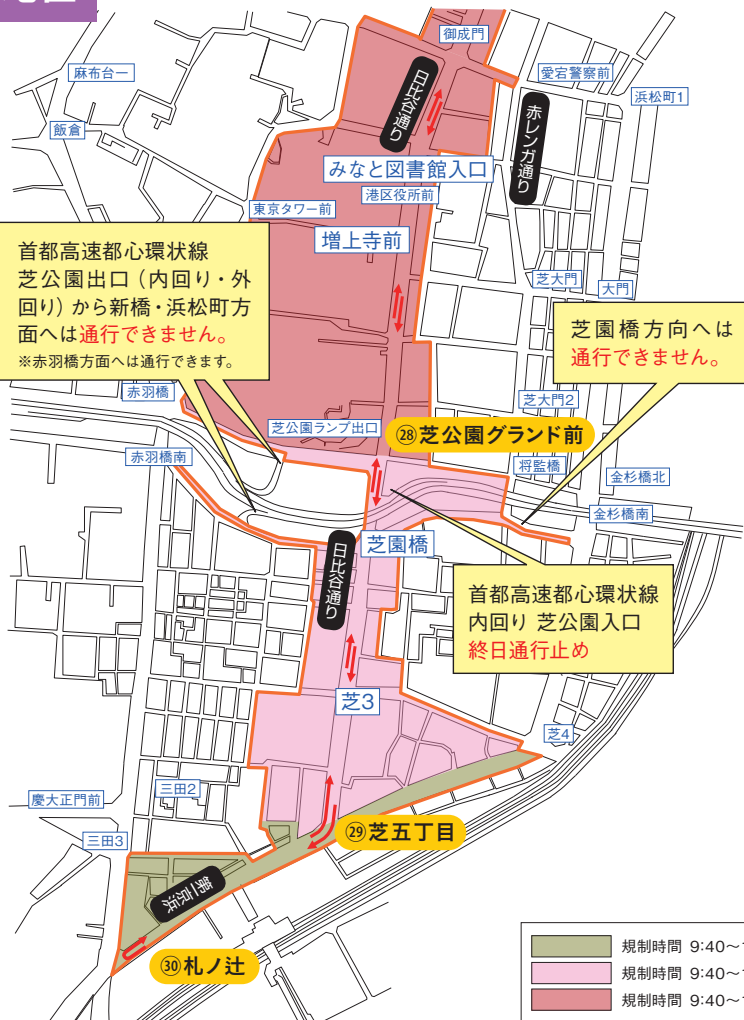 御成門
麻布台一
愛宕警察前
日比谷通り
浜松町1
飯倉
赤レンガ通り
みなと図書館入口
港区役所前
東京タワー前
増上寺前
首都高速都心環状線
芝公園出口（内回り・外
回り）から新橋・浜松町方
面へは通行できません。
※赤羽橋方面へは通行できます。
芝大門
大門
芝園橋方向へは
通行できません。
赤羽橋
芝大門2
芝公園ランプ出口
㉘芝公園グランド前
赤羽橋南
将監橋
金杉橋北
金杉橋南
芝園橋
日比谷通り
首都高速都心環状線
内回り 芝公園入口
終日通行止め
芝3
芝4
三田2
慶大正門前
㉙芝五丁目
三田3
第一京浜
㉚札ノ辻
規制時間 9:40〜
規制時間 9:40〜
規制時間 9:40〜